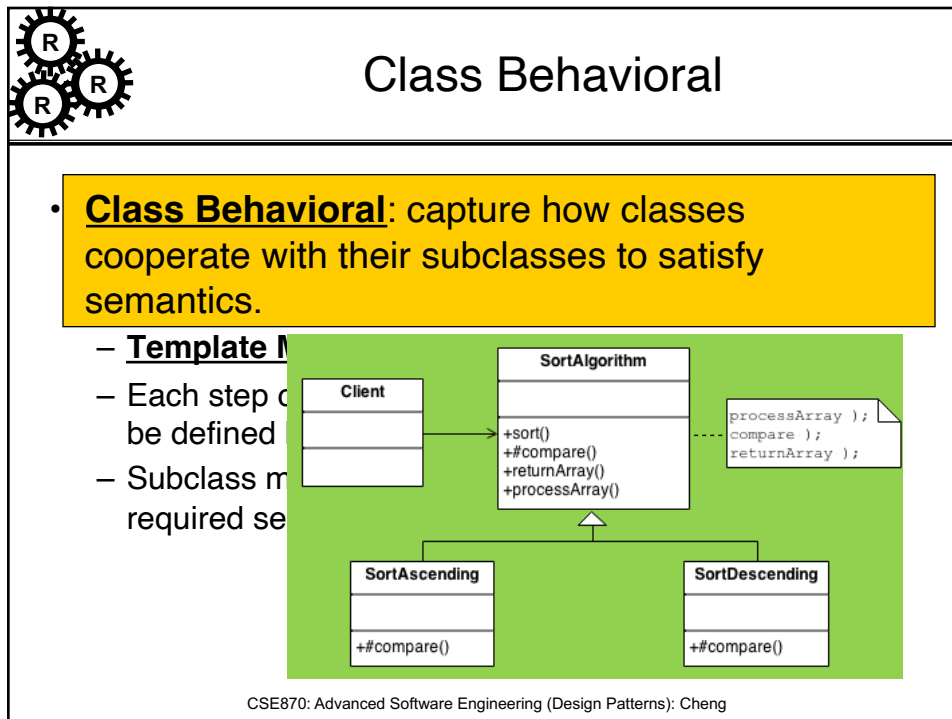 R
R
R
Class Behavioral
• Class Behavioral: capture how classes
cooperate with their subclasses to satisfy
semantics.
– Template
– Each step
be defined
– Subclass
required
Client
SortAlgorithm
+sort()
+#compare()
+returnArray()
+processArray()
processArray );
compare );
returnArray );
SortAscending
+#compare()
SortDescending
+#compare()
CSE870: Advanced Software Engineering (Design Patterns): Cheng